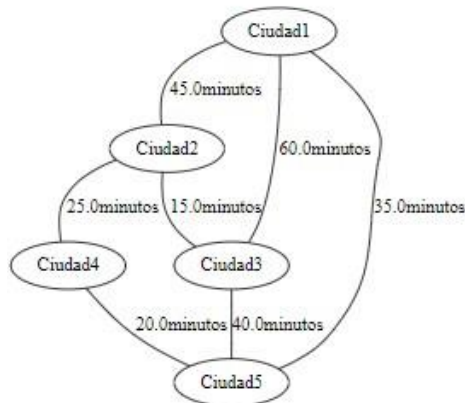 Ciudad1
45.0minutos
Ciudad2
60.0minutos
25.0minutos
15.0minutos
35.0minutos
Ciudad4
Ciudad3
20.0minutos
40.0minutos
Ciudad5